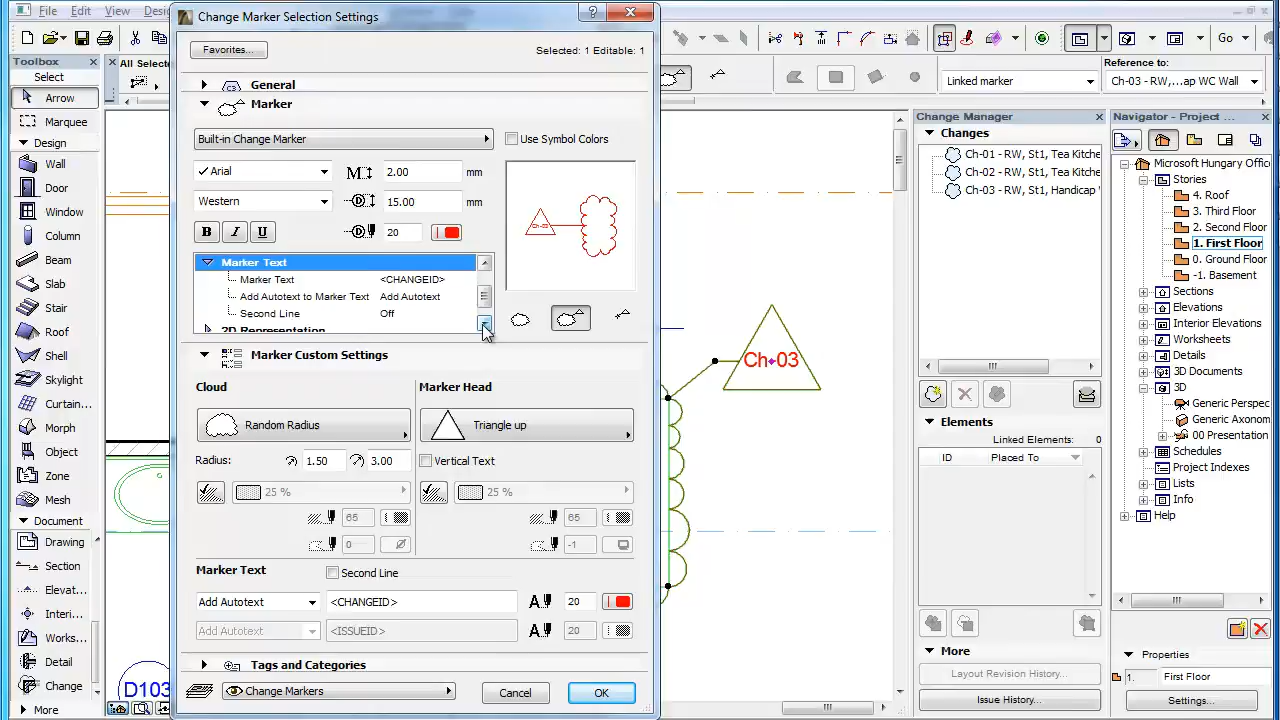 File
Edit
View
Change Marker Selection Settings
Toolbox
Select
Arrow
Marquee
Design
Wall
Door
Window
Column
Beam
Slab
Stair
Roof
Shell
Skylight
Curtain...
Morph
Object
Zone
Mesh
Document
Drawing
Section
Elevat...
Interi...
Works...
Detail
Change
More
Favorites...
Selected: 1 Editable: 1
General
Marker
Built-in Change Marker
Use Symbol Colors
Arial
2.00 mm
Western
15.00 mm
B I U
20
Marker Text
Marker Text <CHANGEID>
Add Autotext to Marker Text Add Autotext
Second Line Off
2D Representation
Ch-03
Marker Custom Settings
Cloud
Random Radius
Radius: 1.50 3.00
25 %
65
0
Marker Head
Triangle up
Vertical Text
25 %
65
-1
Marker Text
Second Line
Add Autotext <CHANGEID> 20
Add Autotext <ISSUEID> 20
Tags and Categories
Change Markers
Cancel
OK
D103
Ch-03
Go
Linked marker
Reference to:
Ch-03 - RW,...ap WC Wall
Change Manager
Changes
Ch-01 - RW, St1, Tea Kitche
Ch-02 - RW, St1, Tea Kitche
Ch-03 - RW, St1, Handicap
Elements
Linked Elements: 0
ID Placed To
More
Layout Revision History...
Issue History...
Navigator - Project ...
Microsoft Hungary Offic
Stories
4. Roof
3. Third Floor
2. Second Floor
1. First Floor
0. Ground Floor
-1. Basement
Sections
Elevations
Interior Elevations
Worksheets
Details
3D Documents
3D
Generic Perspec
Generic Axonom
00 Presentation
Schedules
Project Indexes
Lists
Info
Help
Properties
1. First Floor
Settings...